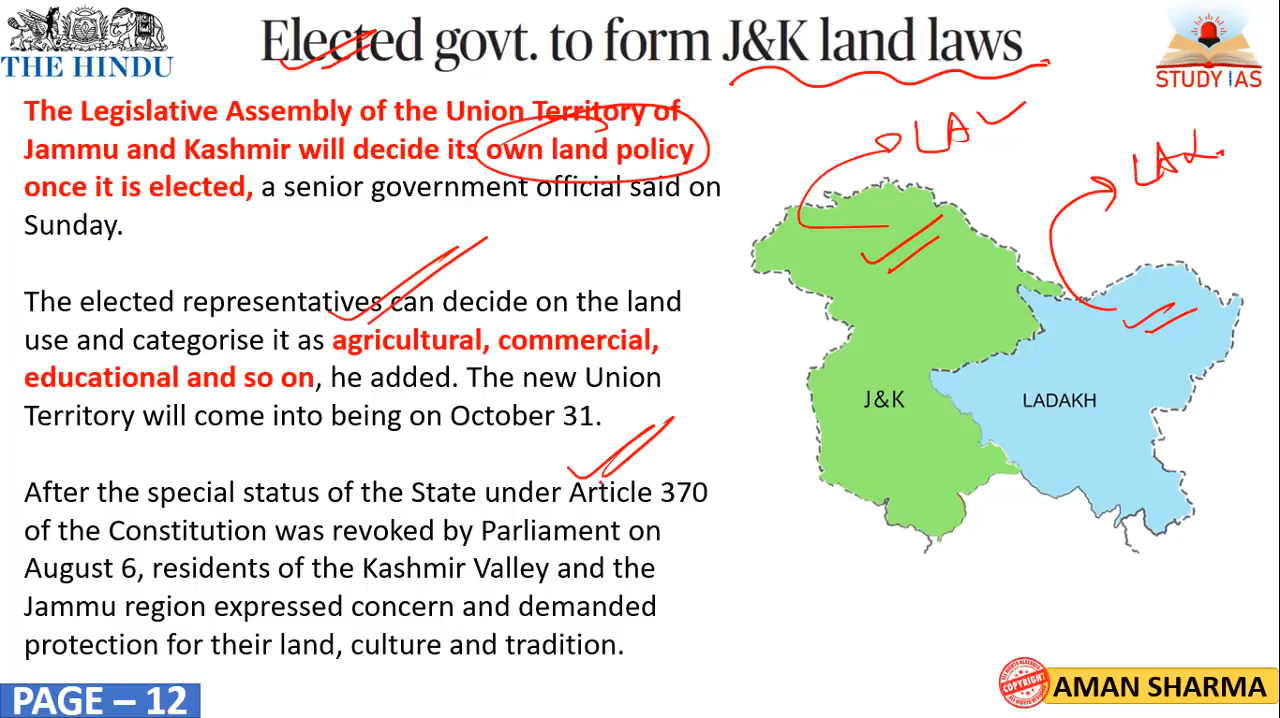 THE HINDU
Elected govt. to form J&K land laws
STUDY IAS
The Legislative Assembly of the Union Territory of
Jammu and Kashmir will decide its own land policy
once it is elected, a senior government official said on
Sunday.
The elected representatives can decide on the land
use and categorise it as agricultural, commercial,
educational and so on, he added. The new Union
Territory will come into being on October 31.
After the special status of the State under Article 370
of the Constitution was revoked by Parliament on
August 6, residents of the Kashmir Valley and the
Jammu region expressed concern and demanded
protection for their land, culture and tradition.
J&K
LADAKH
PAGE – 12
COPYRIGHT
AMAN SHARMA